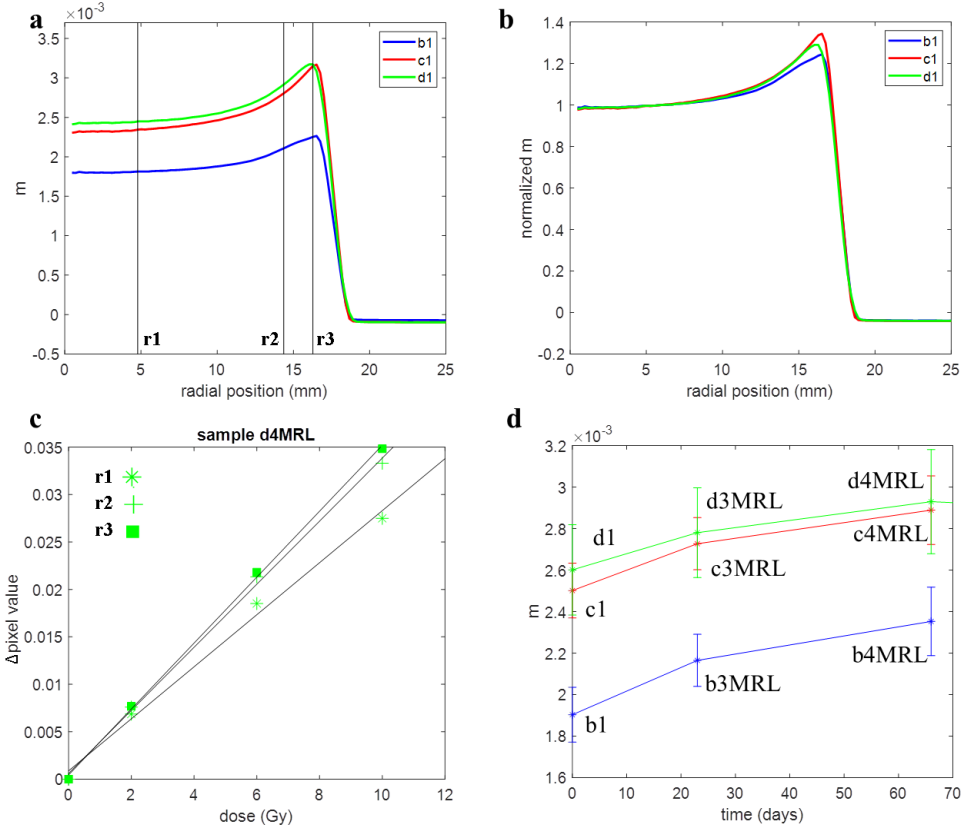 a
×10⁻³
3.5
3
2.5
2
1.5
1
0.5
0
-0.5
m
b1
c1
d1
r1
r2
r3
0 5 10 15 20 25
radial position (mm)
b
1.4
1.2
1.0
0.8
0.6
0.4
0.2
0
-0.2
normalized m
b1
c1
d1
0 5 10 15 20 25
radial position (mm)
c
sample d4MRL
0.035
0.03
0.025
0.02
0.015
0.01
0.005
0
Δpixel value
r1
r2
r3
0 2 4 6 8 10 12
dose (Gy)
d
×10⁻³
3.2
3
2.8
2.6
2.4
2.2
2
1.8
1.6
m
d1
d3MRL
d4MRL
c1
c3MRL
c4MRL
b1
b3MRL
b4MRL
0 10 20 30 40 50 60 70
time (days)